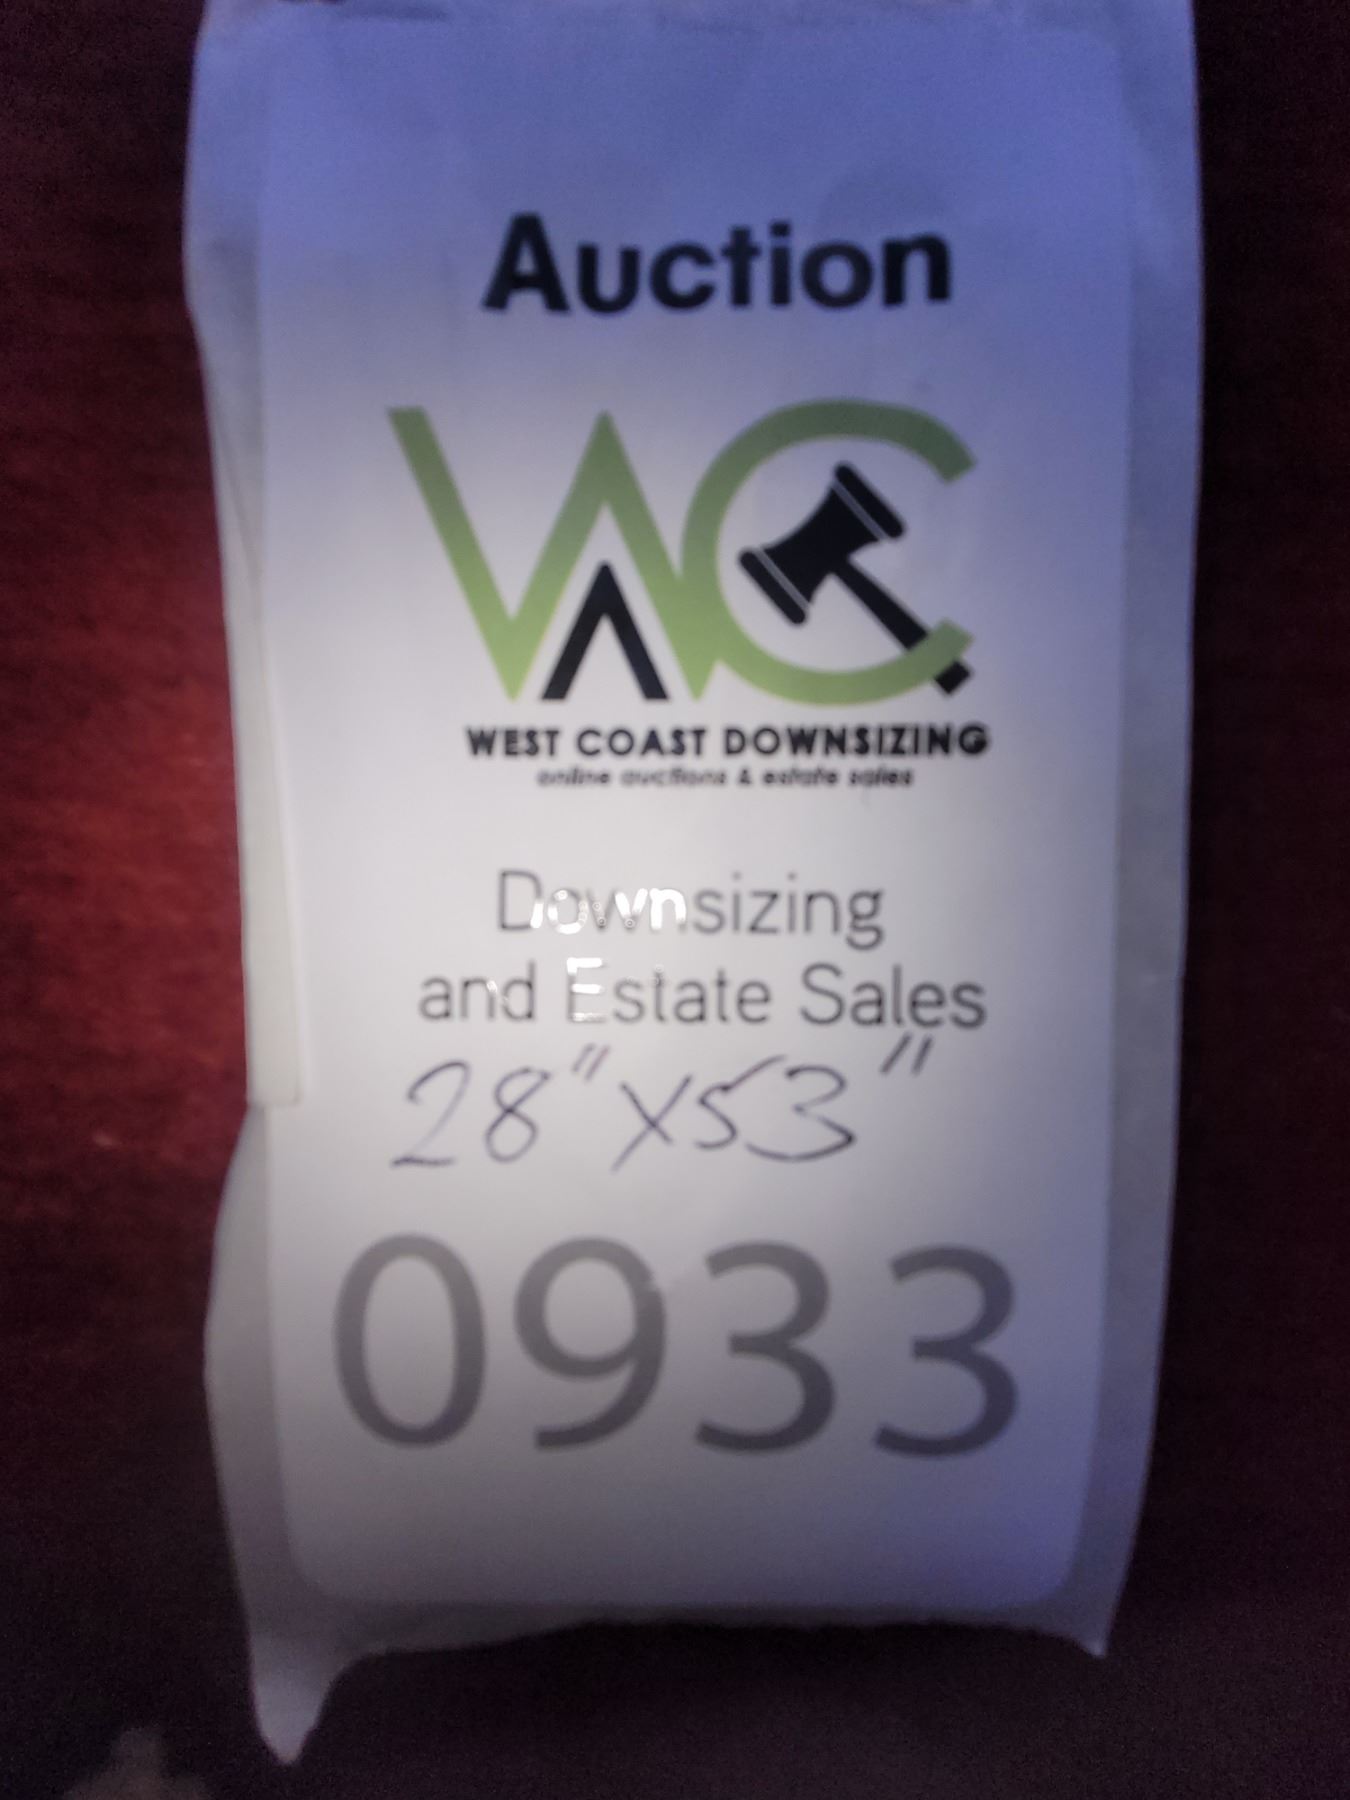 Auction
WC
WEST COAST DOWNSIZING
online auctions & estate sales
Downsizing
and Estate Sales
28" X53"
0933